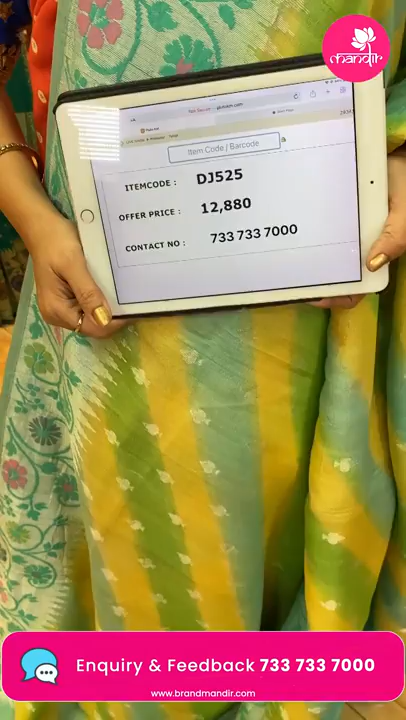 mandir
Item Code / Barcode
ITEMCODE : DJ525
OFFER PRICE : 12,880
CONTACT NO : 733 733 7000
Enquiry & Feedback 733 733 7000
www.brandmandir.com